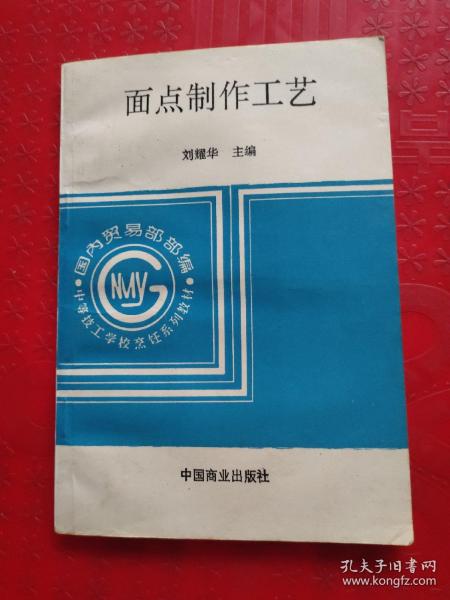 面点制作工艺
刘耀华 主编
·国内贸易部部编·
中等技工学校烹饪系列教材
GNMY
中国商业出版社
孔夫子旧书网
www.kongfz.com